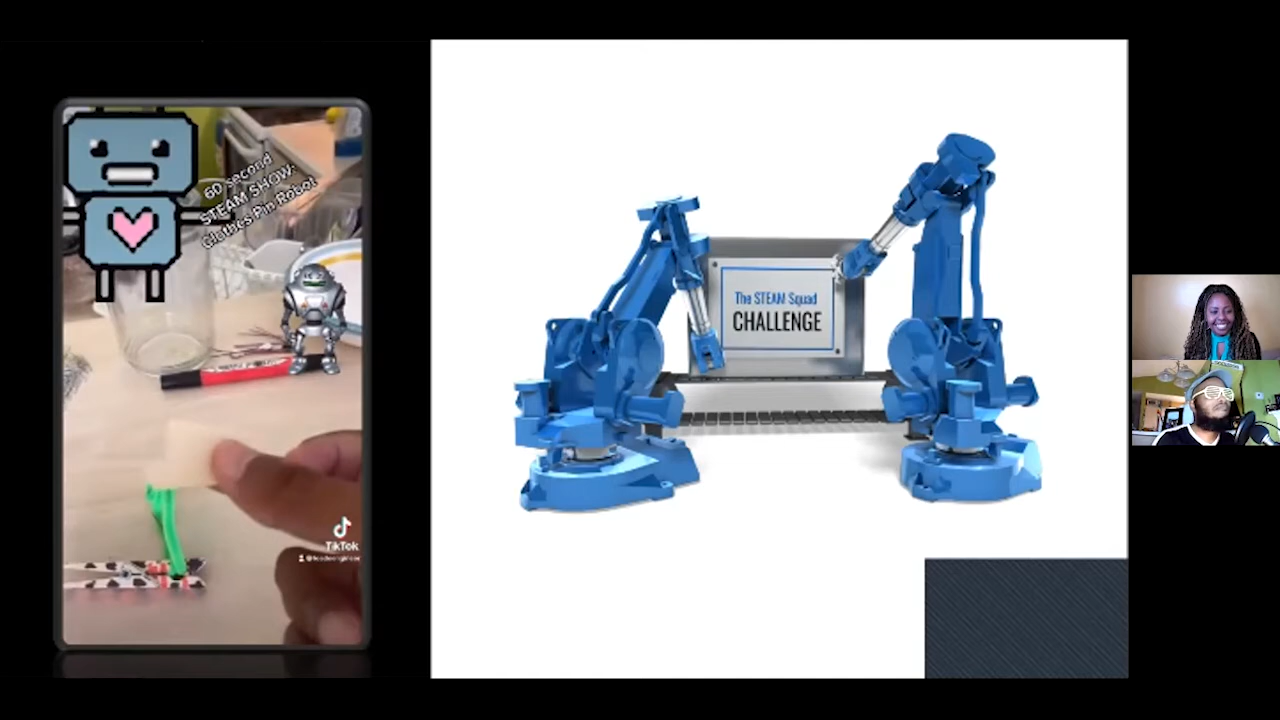 60 second
STEAM SHOW:
Clothes Pin Robot
TikTok
The STEAM Squad
CHALLENGE